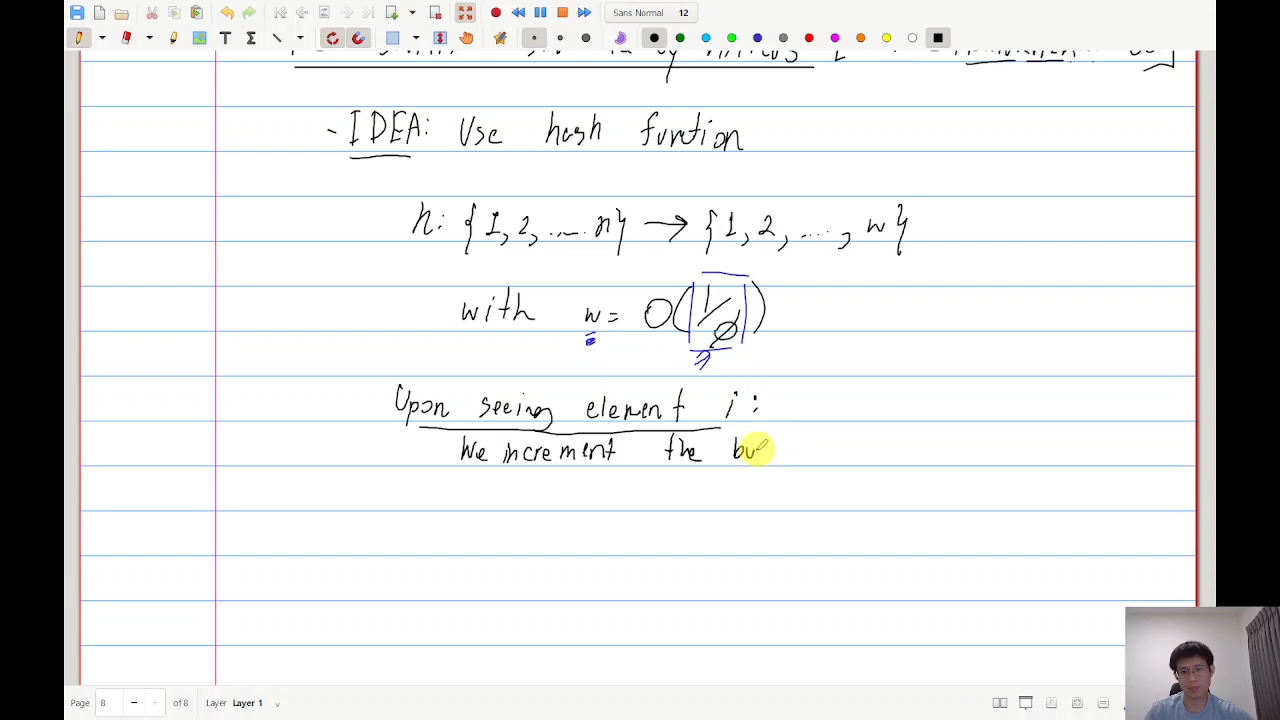 Sans Normal 12
- IDEA: Use hash function
h: {1, 2, .... n} → {1, 2, ..., w}
with w = O(1/∅)
Upon seeing element i:
We increment the bu
Page 8 of 8 Layer Layer 1